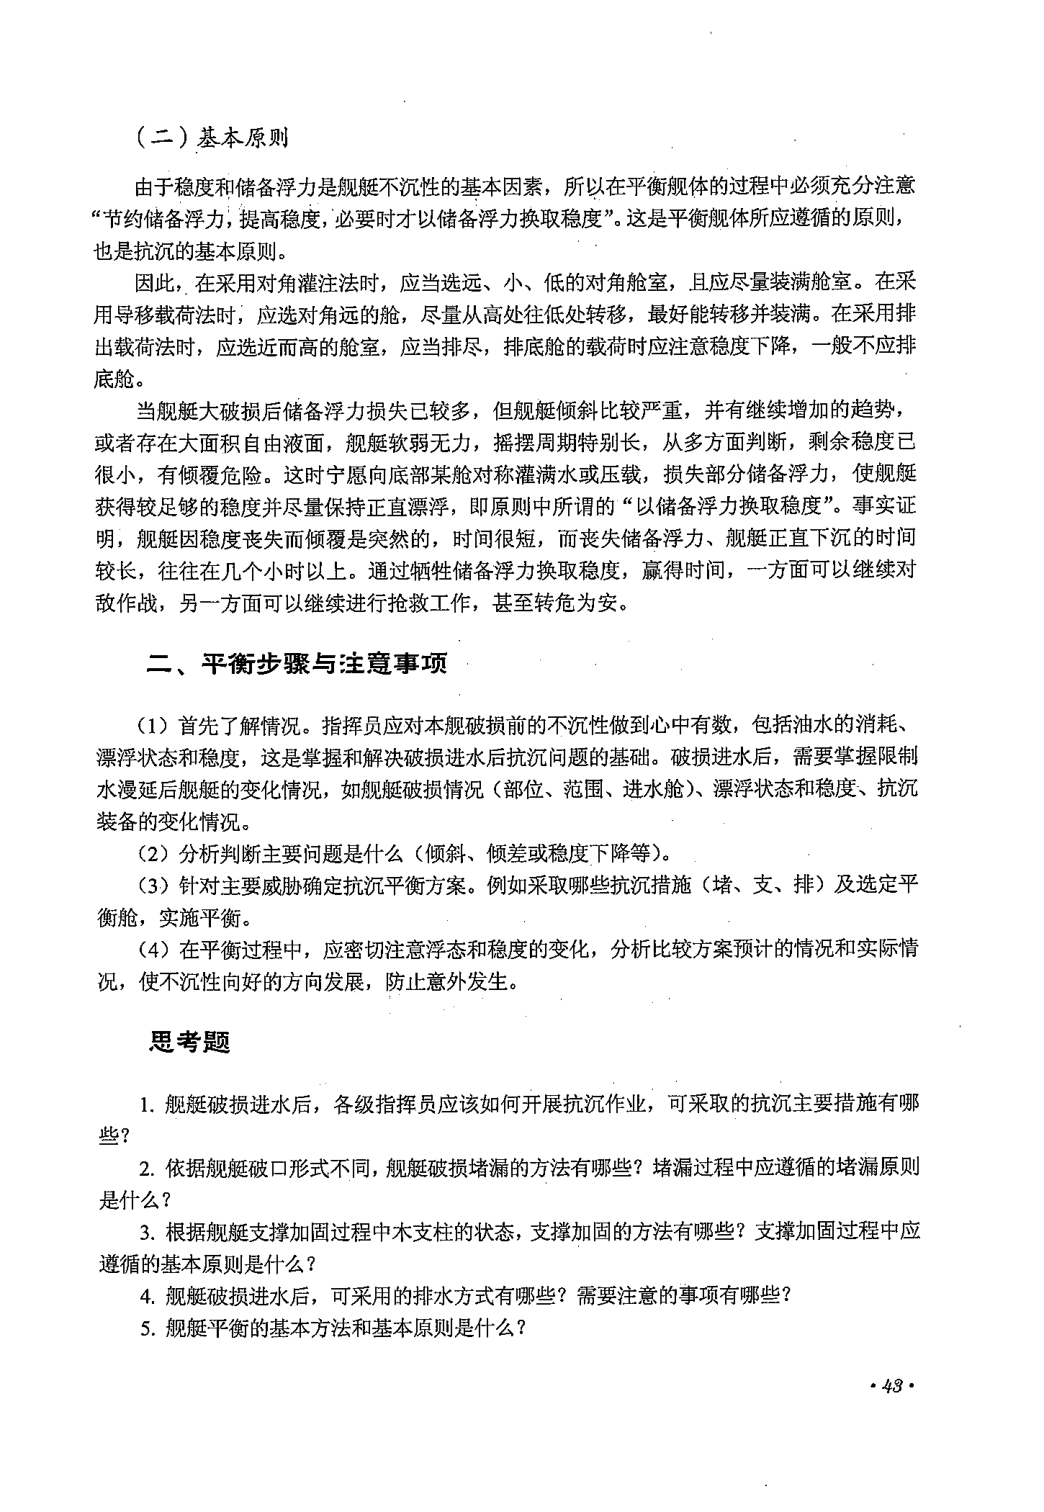 （二）基本原则
由于稳度和储备浮力是舰艇不沉性的基本因素，所以在平衡舰体的过程中必须充分注意
“节约储备浮力，提高稳度，必要时才以储备浮力换取稳度”。这是平衡舰体所应遵循的原则，
也是抗沉的基本原则。
因此，在采用对角灌注法时，应当选远、小、低的对角舱室，且应尽量装满舱室。在采
用导移载荷法时，应选对角远的舱，尽量从高处往低处转移，最好能转移并装满。在采用排
出载荷法时，应选近而高的舱室，应当排尽，排底舱的载荷时应注意稳度下降，一般不应排
底舱。
当舰艇大破损后储备浮力损失已较多，但舰艇倾斜比较严重，并有继续增加的趋势，
或者存在大面积自由液面，舰艇软弱无力，摇摆周期特别长，从多方面判断，剩余稳度已
很小，有倾覆危险。这时宁愿向底部某舱对称灌满水或压载，损失部分储备浮力，使舰艇
获得较足够的稳度并尽量保持正直漂浮，即原则中所谓的“以储备浮力换取稳度”。事实证
明，舰艇因稳度丧失而倾覆是突然的，时间很短，而丧失储备浮力、舰艇正直下沉的时间
较长，往往在几个小时以上。通过牺牲储备浮力换取稳度，赢得时间，一方面可以继续对
敌作战，另一方面可以继续进行抢救工作，甚至转危为安。
二、平衡步骤与注意事项
（1）首先了解情况。指挥员应对本舰破损前的不沉性做到心中有数，包括油水的消耗、
漂浮状态和稳度，这是掌握和解决破损进水后抗沉问题的基础。破损进水后，需要掌握限制
水漫延后舰艇的变化情况，如舰艇破损情况（部位、范围、进水舱）、漂浮状态和稳度、抗沉
装备的变化情况。
（2）分析判断主要问题是什么（倾斜、倾差或稳度下降等）。
（3）针对主要威胁确定抗沉平衡方案。例如采取哪些抗沉措施（堵、支、排）及选定平
衡舱，实施平衡。
（4）在平衡过程中，应密切注意浮态和稳度的变化，分析比较方案预计的情况和实际情
况，使不沉性向好的方向发展，防止意外发生。
思考题
1. 舰艇破损进水后，各级指挥员应该如何开展抗沉作业，可采取的抗沉主要措施有哪
些？
2. 依据舰艇破口形式不同，舰艇破损堵漏的方法有哪些？堵漏过程中应遵循的堵漏原则
是什么？
3. 根据舰艇支撑加固过程中木支柱的状态，支撑加固的方法有哪些？支撑加固过程中应
遵循的基本原则是什么？
4. 舰艇破损进水后，可采用的排水方式有哪些？需要注意的事项有哪些？
5. 舰艇平衡的基本方法和基本原则是什么？
·43·